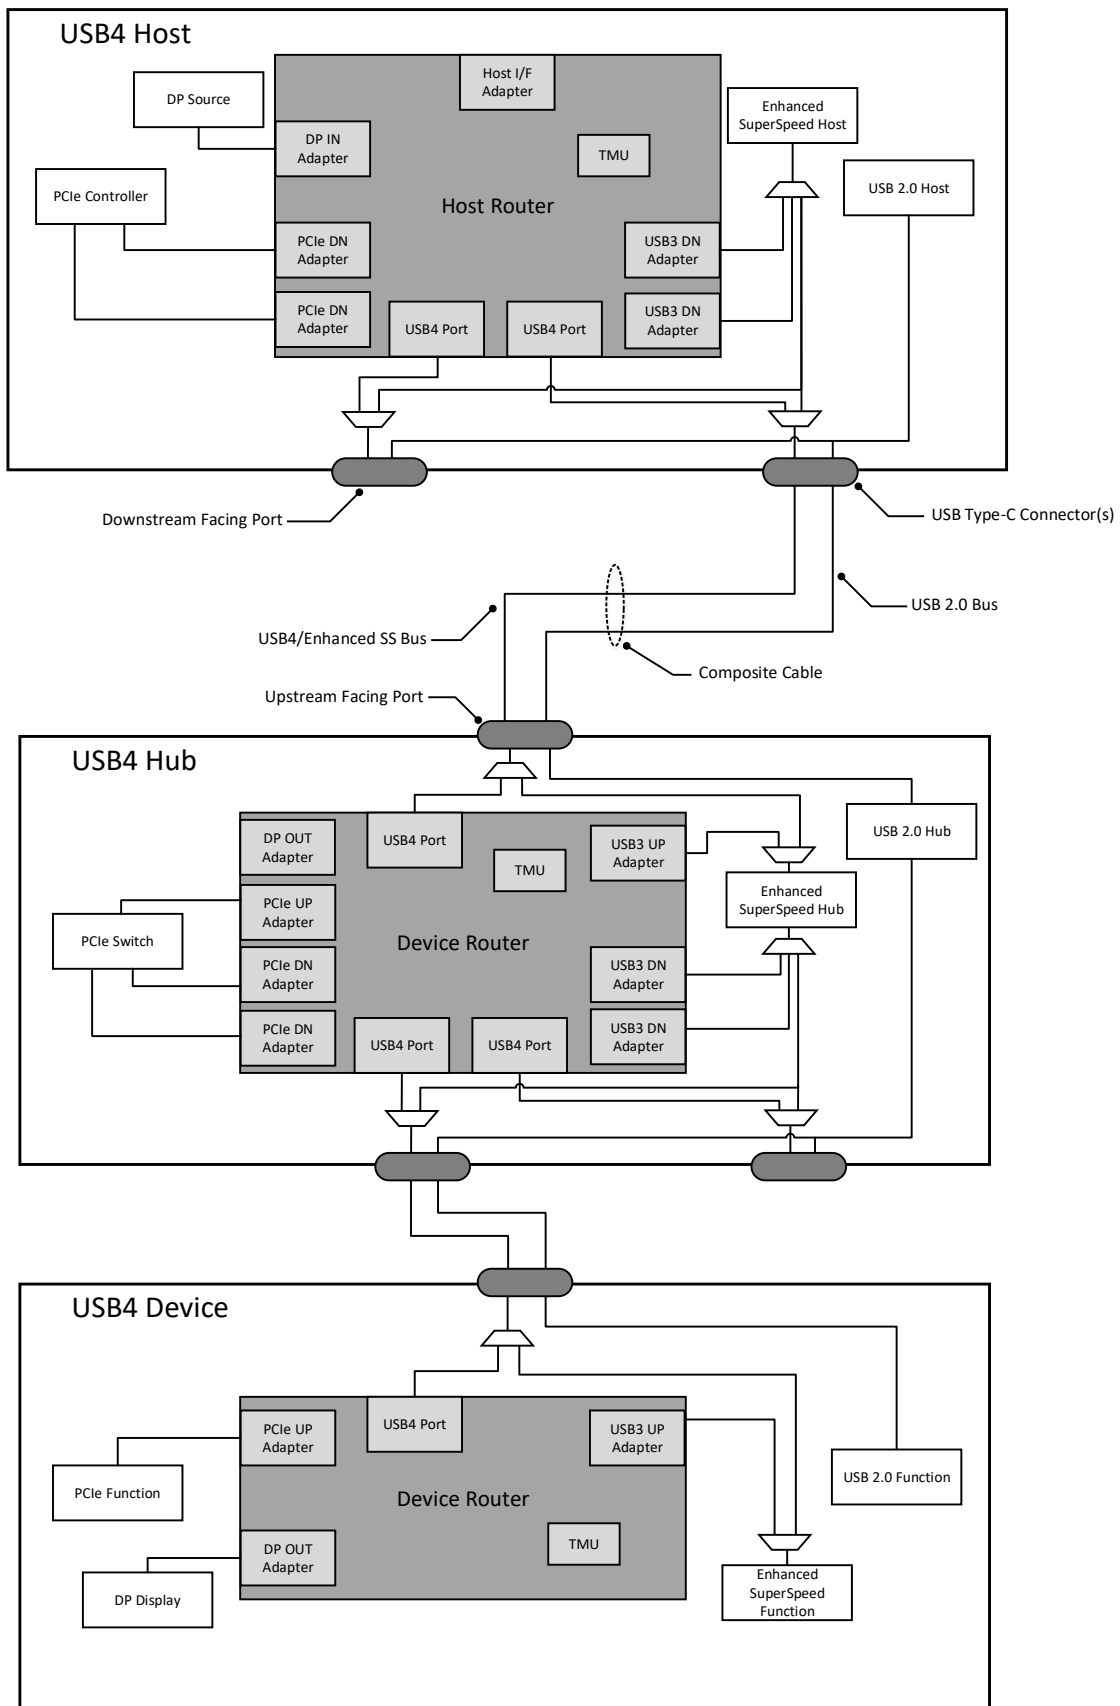 USB4 Host
Host I/F
Adapter
DP Source
Enhanced
SuperSpeed Host
DP IN
Adapter
TMU
PCIe Controller
USB 2.0 Host
Host Router
PCIe DN
Adapter
USB3 DN
Adapter
PCIe DN
Adapter
USB4 Port
USB4 Port
USB3 DN
Adapter
Downstream Facing Port
USB Type-C Connector(s)
USB 2.0 Bus
USB4/Enhanced SS Bus
Composite Cable
Upstream Facing Port
USB4 Hub
DP OUT
Adapter
USB4 Port
USB3 UP
Adapter
USB 2.0 Hub
TMU
PCIe UP
Adapter
Enhanced
SuperSpeed Hub
PCIe Switch
Device Router
PCIe DN
Adapter
USB3 DN
Adapter
PCIe DN
Adapter
USB4 Port
USB4 Port
USB3 DN
Adapter
USB4 Device
PCIe UP
Adapter
USB4 Port
USB3 UP
Adapter
PCIe Function
Device Router
USB 2.0 Function
DP OUT
Adapter
TMU
DP Display
Enhanced
SuperSpeed
Function